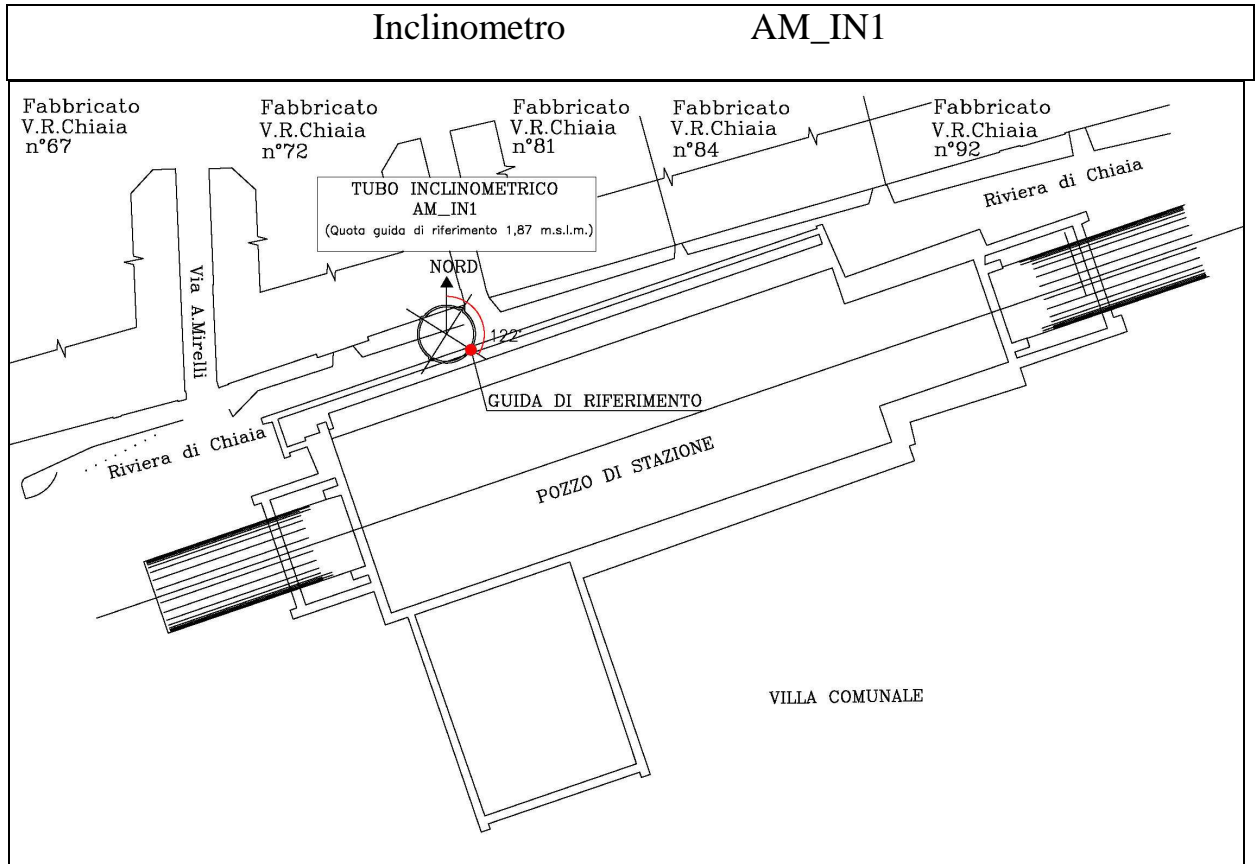 Inclinometro AM_IN1
Fabbricato
V.R.Chiaia
n°67
Fabbricato
V.R.Chiaia
n°72
Fabbricato
V.R.Chiaia
n°81
Fabbricato
V.R.Chiaia
n°84
Fabbricato
V.R.Chiaia
n°92
TUBO INCLINOMETRICO
AM_IN1
(Quota guida di riferimento 1,87 m.s.l.m.)
Riviera di Chiaia
NORD
Via A.Mirelli
122°
GUIDA DI RIFERIMENTO
Riviera di Chiaia
POZZO DI STAZIONE
VILLA COMUNALE